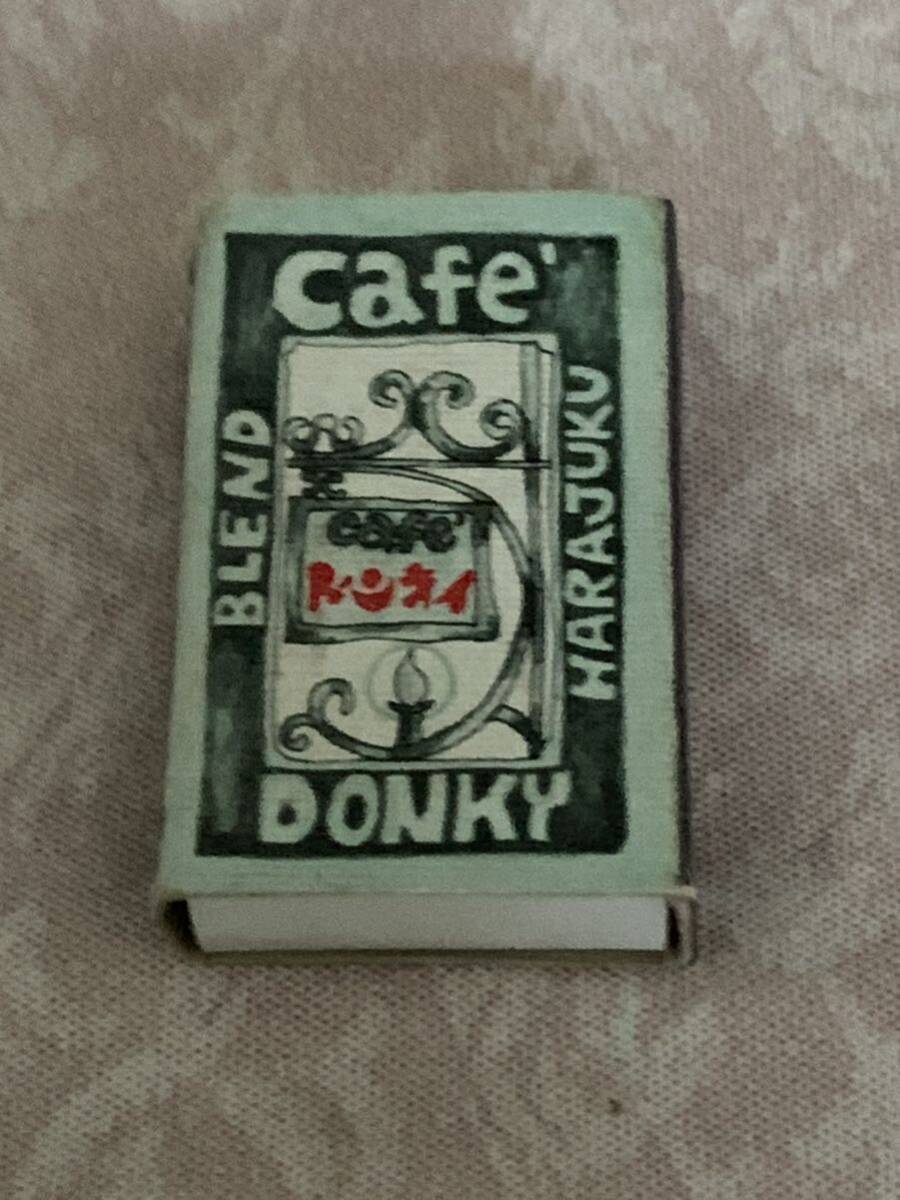 Cafe'
BLEND
HARAJUKU
cafe'
ドンキイ
DONKY